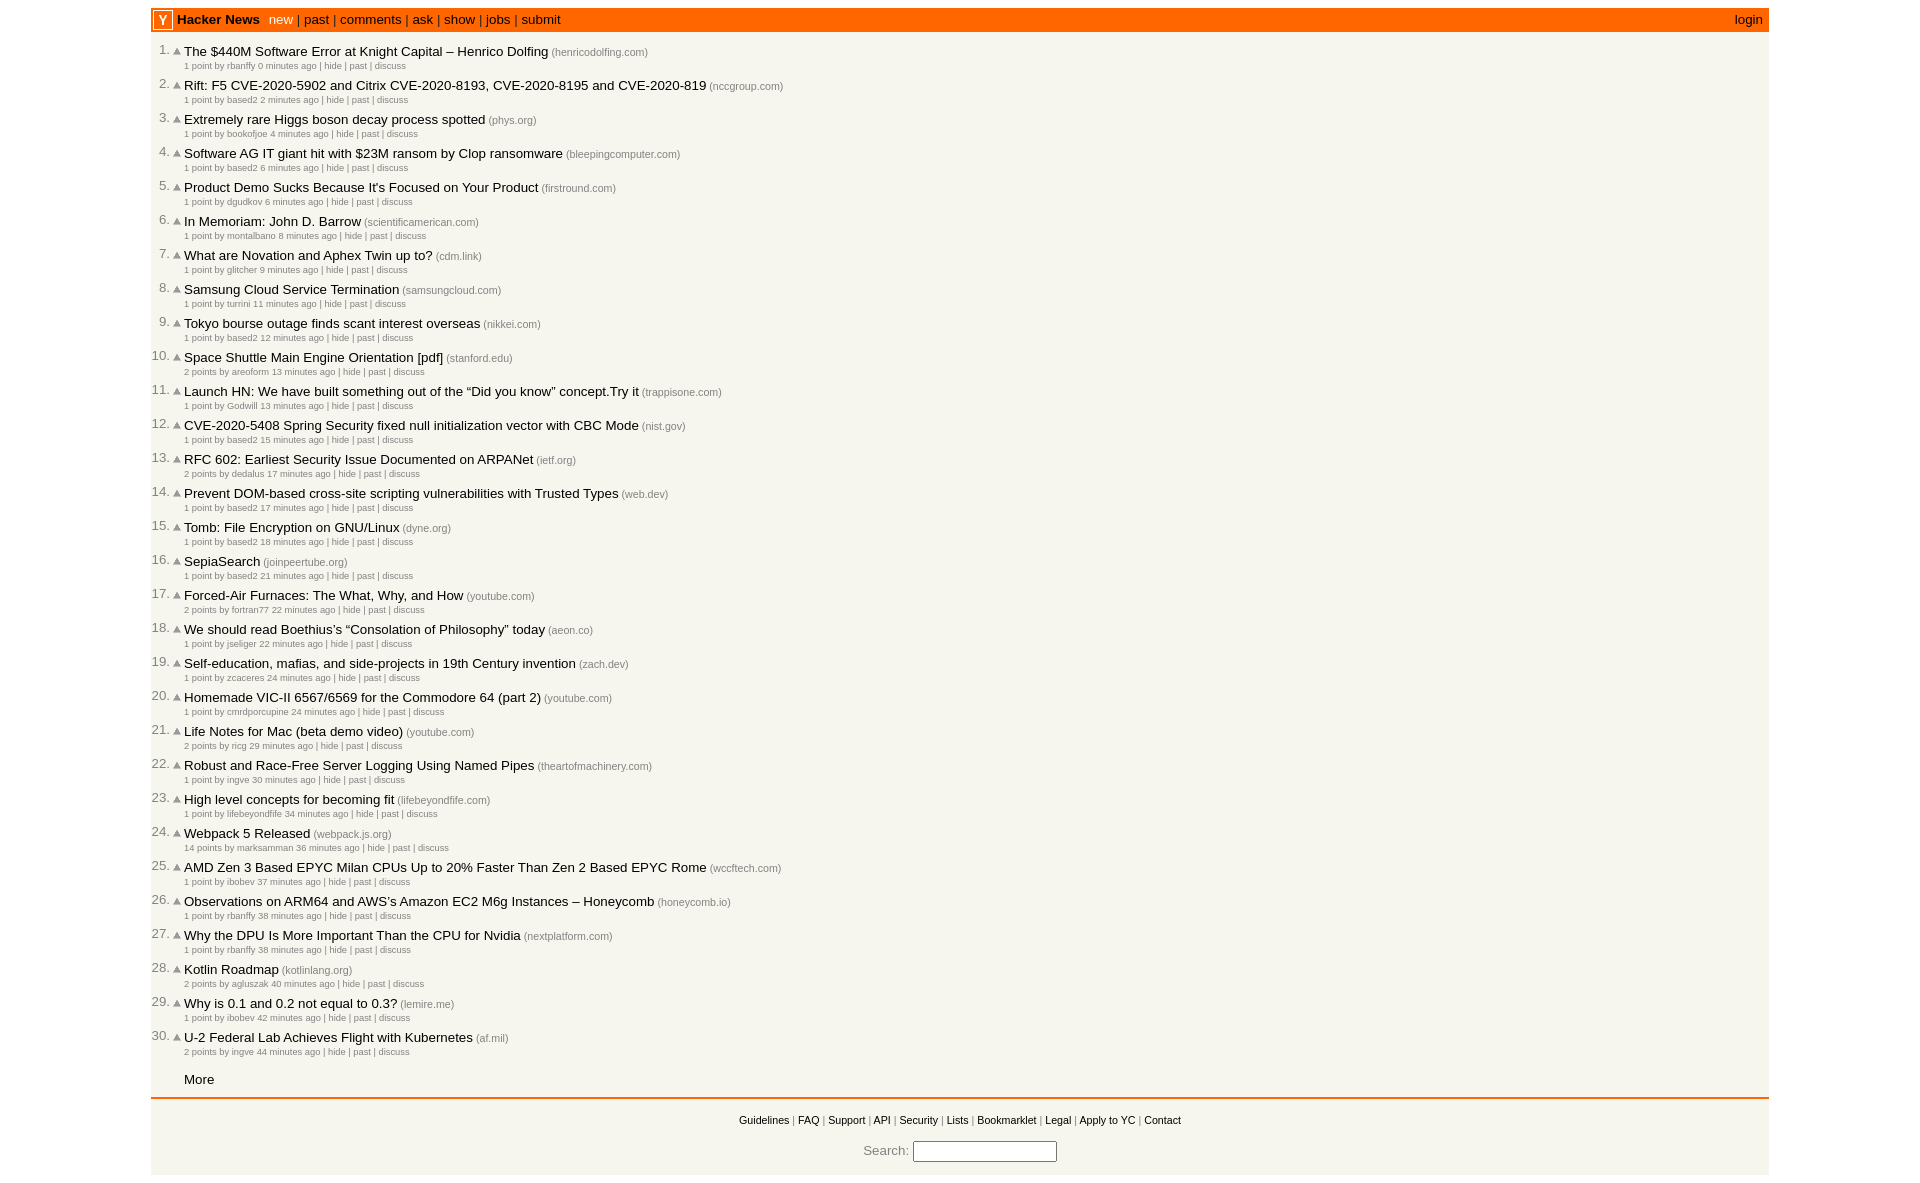 Y Hacker News new | past | comments | ask | show | jobs | submit login
1. The $440M Software Error at Knight Capital – Henrico Dolfing (henricodolfing.com)
1 point by rbanffy 0 minutes ago | hide | past | discuss
2. Rift: F5 CVE-2020-5902 and Citrix CVE-2020-8193, CVE-2020-8195 and CVE-2020-819 (nccgroup.com)
1 point by based2 2 minutes ago | hide | past | discuss
3. Extremely rare Higgs boson decay process spotted (phys.org)
1 point by bookofjoe 4 minutes ago | hide | past | discuss
4. Software AG IT giant hit with $23M ransom by Clop ransomware (bleepingcomputer.com)
1 point by based2 6 minutes ago | hide | past | discuss
5. Product Demo Sucks Because It's Focused on Your Product (firstround.com)
1 point by dgudkov 6 minutes ago | hide | past | discuss
6. In Memoriam: John D. Barrow (scientificamerican.com)
1 point by montalbano 8 minutes ago | hide | past | discuss
7. What are Novation and Aphex Twin up to? (cdm.link)
1 point by glitcher 9 minutes ago | hide | past | discuss
8. Samsung Cloud Service Termination (samsungcloud.com)
1 point by turrini 11 minutes ago | hide | past | discuss
9. Tokyo bourse outage finds scant interest overseas (nikkei.com)
1 point by based2 12 minutes ago | hide | past | discuss
10. Space Shuttle Main Engine Orientation [pdf] (stanford.edu)
2 points by areoform 13 minutes ago | hide | past | discuss
11. Launch HN: We have built something out of the “Did you know” concept.Try it (trappisone.com)
1 point by Godwill 13 minutes ago | hide | past | discuss
12. CVE-2020-5408 Spring Security fixed null initialization vector with CBC Mode (nist.gov)
1 point by based2 15 minutes ago | hide | past | discuss
13. RFC 602: Earliest Security Issue Documented on ARPANet (ietf.org)
2 points by dedalus 17 minutes ago | hide | past | discuss
14. Prevent DOM-based cross-site scripting vulnerabilities with Trusted Types (web.dev)
1 point by based2 17 minutes ago | hide | past | discuss
15. Tomb: File Encryption on GNU/Linux (dyne.org)
1 point by based2 18 minutes ago | hide | past | discuss
16. SepiaSearch (joinpeertube.org)
1 point by based2 21 minutes ago | hide | past | discuss
17. Forced-Air Furnaces: The What, Why, and How (youtube.com)
2 points by fortran77 22 minutes ago | hide | past | discuss
18. We should read Boethius’s “Consolation of Philosophy” today (aeon.co)
1 point by jseliger 22 minutes ago | hide | past | discuss
19. Self-education, mafias, and side-projects in 19th Century invention (zach.dev)
1 point by zcaceres 24 minutes ago | hide | past | discuss
20. Homemade VIC-II 6567/6569 for the Commodore 64 (part 2) (youtube.com)
1 point by cmrdporcupine 24 minutes ago | hide | past | discuss
21. Life Notes for Mac (beta demo video) (youtube.com)
2 points by ricg 29 minutes ago | hide | past | discuss
22. Robust and Race-Free Server Logging Using Named Pipes (theartofmachinery.com)
1 point by ingve 30 minutes ago | hide | past | discuss
23. High level concepts for becoming fit (lifebeyondfife.com)
1 point by lifebeyondfife 34 minutes ago | hide | past | discuss
24. Webpack 5 Released (webpack.js.org)
14 points by marksamman 36 minutes ago | hide | past | discuss
25. AMD Zen 3 Based EPYC Milan CPUs Up to 20% Faster Than Zen 2 Based EPYC Rome (wccftech.com)
1 point by ibobev 37 minutes ago | hide | past | discuss
26. Observations on ARM64 and AWS’s Amazon EC2 M6g Instances – Honeycomb (honeycomb.io)
1 point by rbanffy 38 minutes ago | hide | past | discuss
27. Why the DPU Is More Important Than the CPU for Nvidia (nextplatform.com)
1 point by rbanffy 38 minutes ago | hide | past | discuss
28. Kotlin Roadmap (kotlinlang.org)
2 points by agluszak 40 minutes ago | hide | past | discuss
29. Why is 0.1 and 0.2 not equal to 0.3? (lemire.me)
1 point by ibobev 42 minutes ago | hide | past | discuss
30. U-2 Federal Lab Achieves Flight with Kubernetes (af.mil)
2 points by ingve 44 minutes ago | hide | past | discuss
More
Guidelines | FAQ | Support | API | Security | Lists | Bookmarklet | Legal | Apply to YC | Contact
Search: